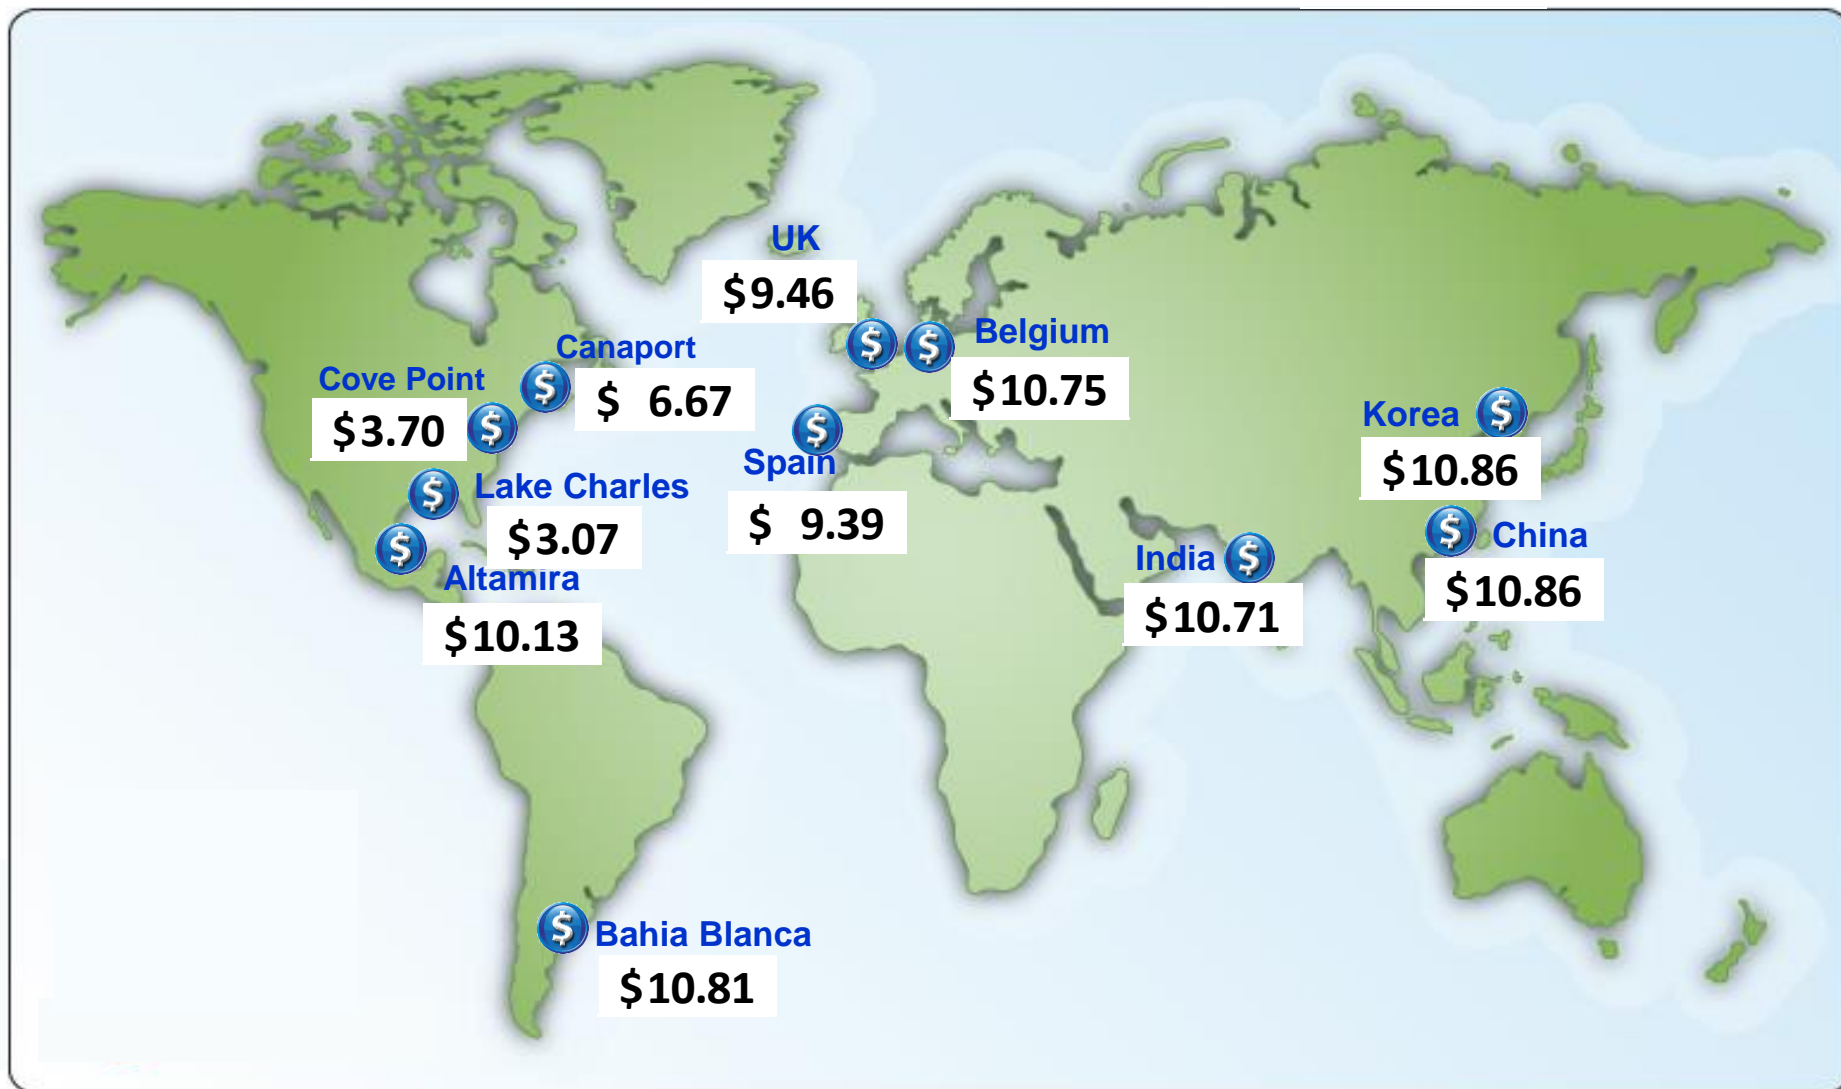 UK
$9.46
Belgium
$10.75
Canaport
$ 6.67
Cove Point
$3.70
Korea
$10.86
Spain
$ 9.39
Lake Charles
$3.07
China
$10.86
India
$10.71
Altamira
$10.13
Bahia Blanca
$10.81